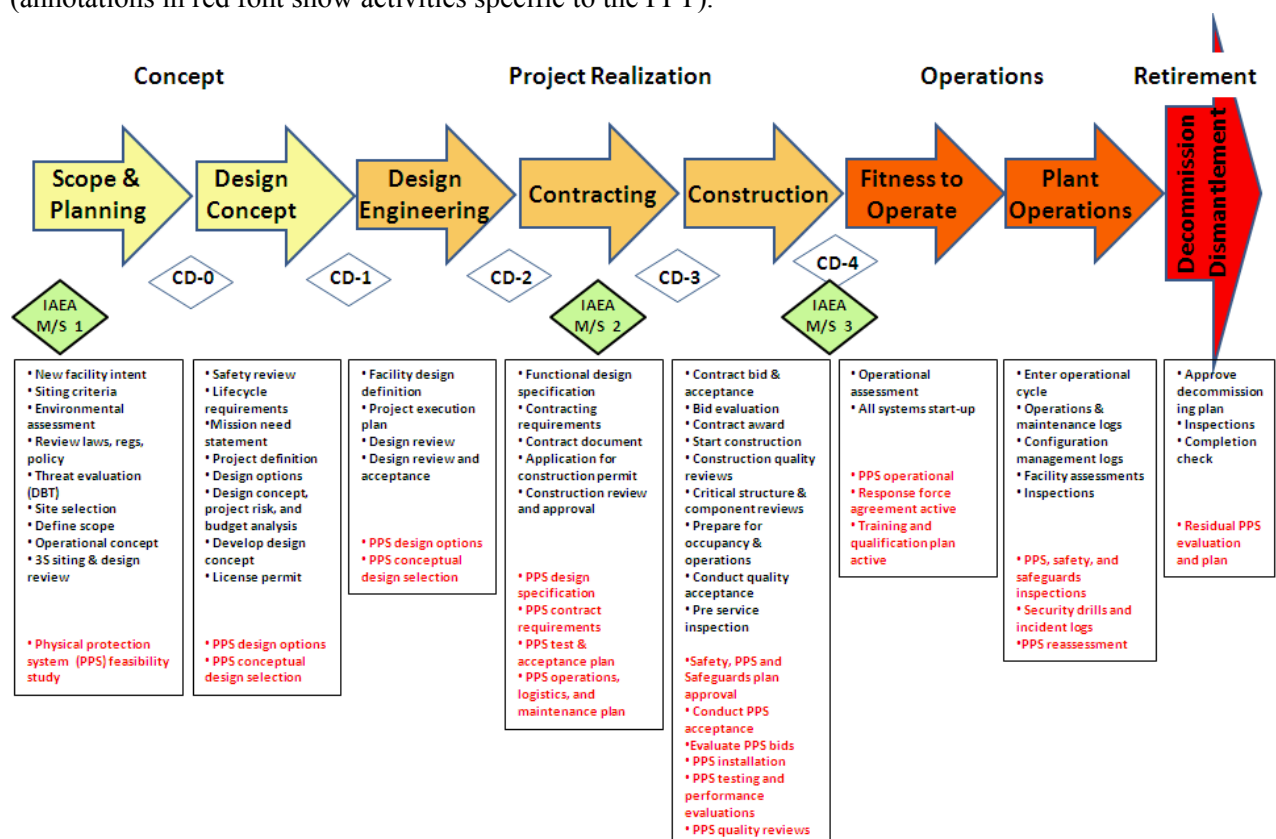 (annotations in red font show activities specific to the PPT).
Concept
Project Realization
Operations
Retirement
Scope &
Planning
Design
Concept
Design
Engineering
Contracting
Construction
Fitness to
Operate
Plant
Operations
Decommission
Dismantlement
CD-0
CD-1
CD-2
CD-3
CD-4
IAEA
M/S 1
IAEA
M/S 2
IAEA
M/S 3
• New facility intent
• Siting criteria
• Environmental
assessment
• Review laws, regs,
policy
• Threat evaluation
(DBT)
• Site selection
• Define scope
• Operational concept
• 3S siting & design
review
• Physical protection
system (PPS) feasibility
study
• Safety review
• Lifecycle
requirements
•Mission need
statement
• Project definition
• Design options
• Design concept,
project risk, and
budget analysis
• Develop design
concept
• License permit
• PPS design options
• PPS conceptual
design selection
• Facility design
definition
• Project execution
plan
• Design review
• Design review and
acceptance
• PPS design options
• PPS conceptual
design selection
• Functional design
specification
• Contracting
requirements
• Contract document
• Application for
construction permit
• Construction review
and approval
• PPS design
specification
• PPS contract
requirements
• PPS test &
acceptance plan
• PPS operations,
logistics, and
maintenance plan
• Contract bid &
acceptance
• Bid evaluation
• Contract award
• Start construction
• Construction quality
reviews
• Critical structure &
component reviews
• Prepare for
occupancy &
operations
• Conduct quality
acceptance
• Pre service
inspection
•Safety, PPS and
Safeguards plan
approval
• Conduct PPS
acceptance
•Evaluate PPS bids
• PPS installation
• PPS testing and
performance
evaluations
• PPS quality reviews
• Operational
assessment
• All systems start-up
• PPS operational
• Response force
agreement active
• Training and
qualification plan
active
• Enter operational
cycle
• Operations &
maintenance logs
• Configuration
management logs
• Facility assessments
• Inspections
• PPS, safety, and
safeguards
inspections
• Security drills and
incident logs
•PPS reassessment
• Approve
decommission
ing plan
• Inspections
• Completion
check
• Residual PPS
evaluation
and plan